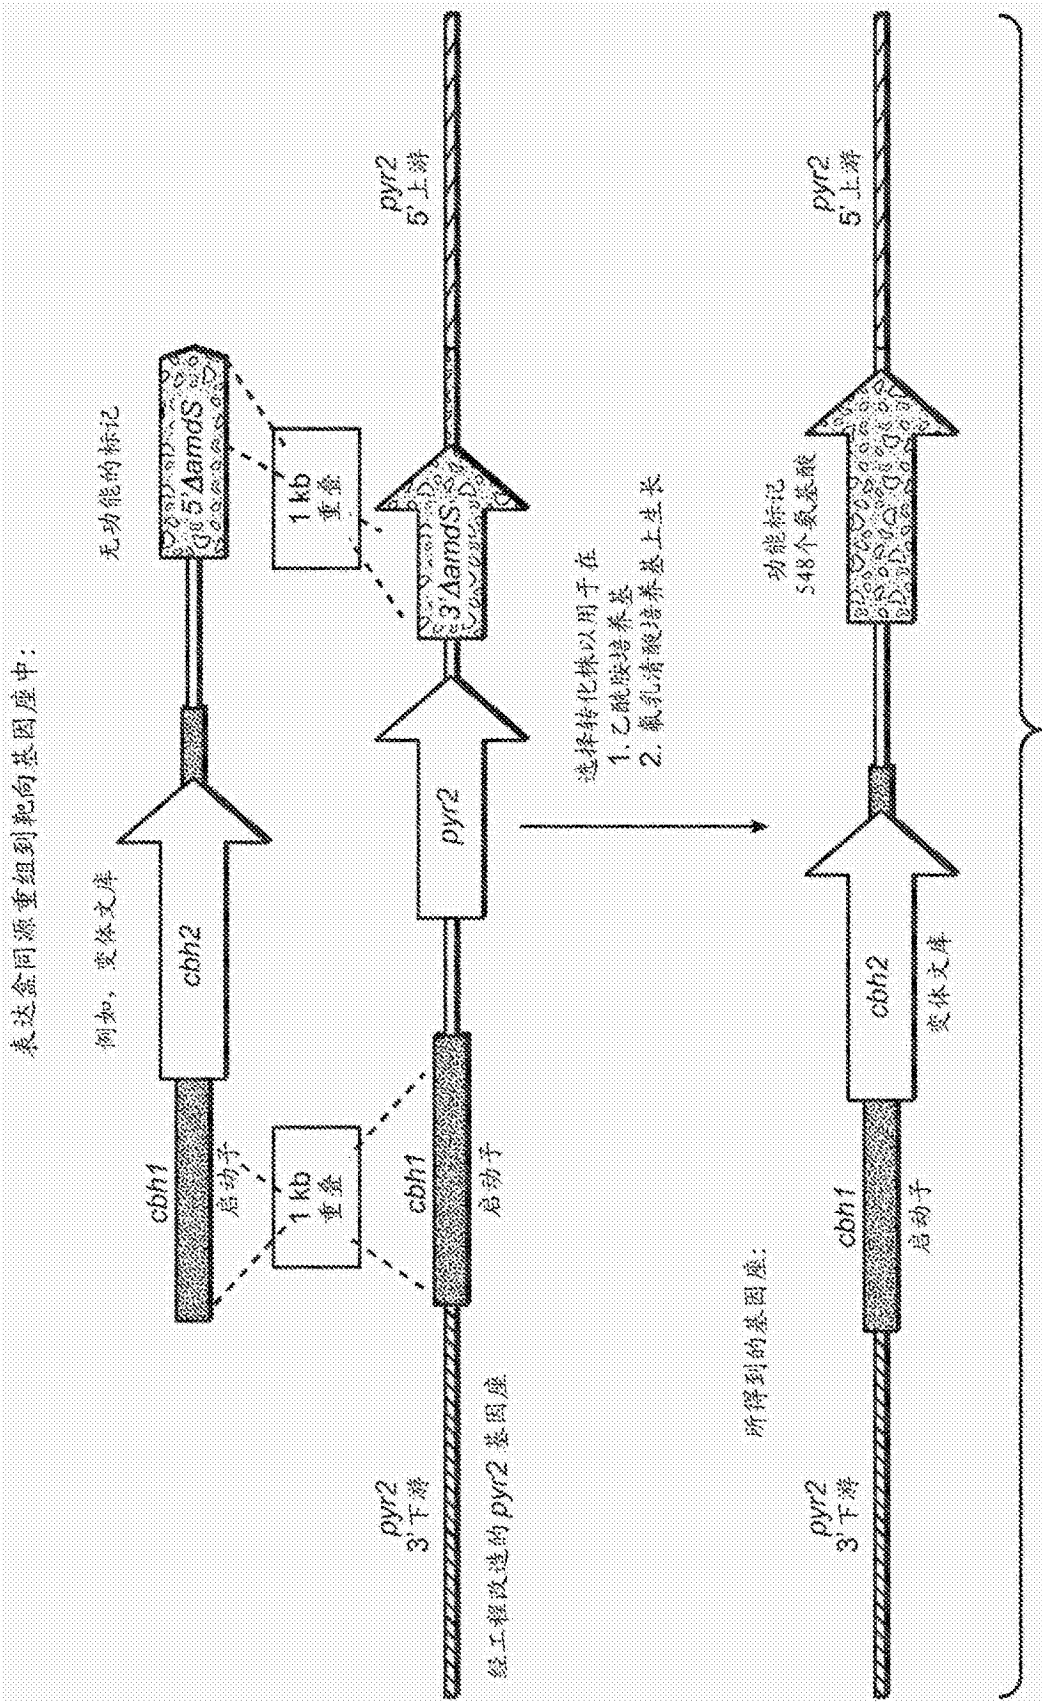 表达盒同源重组到靶向基因座中：
例如，变体文库
无功能的标记
cbh1
启动子
cbh2
5'ΔamdS
1 kb
重叠
1 kb
重叠
pyr2
3'下游
cbh1
启动子
pyr2
3'ΔamdS
pyr2
5'上游
经工程改造的 pyr2 基因座
选择转化株以用于在
1. 乙酰胺培养基
2. 氟乳清酸培养基上生长
所得到的基因座：
功能标记
548个氨基酸
pyr2
3'下游
cbh1
启动子
cbh2
变体文库
pyr2
5'上游